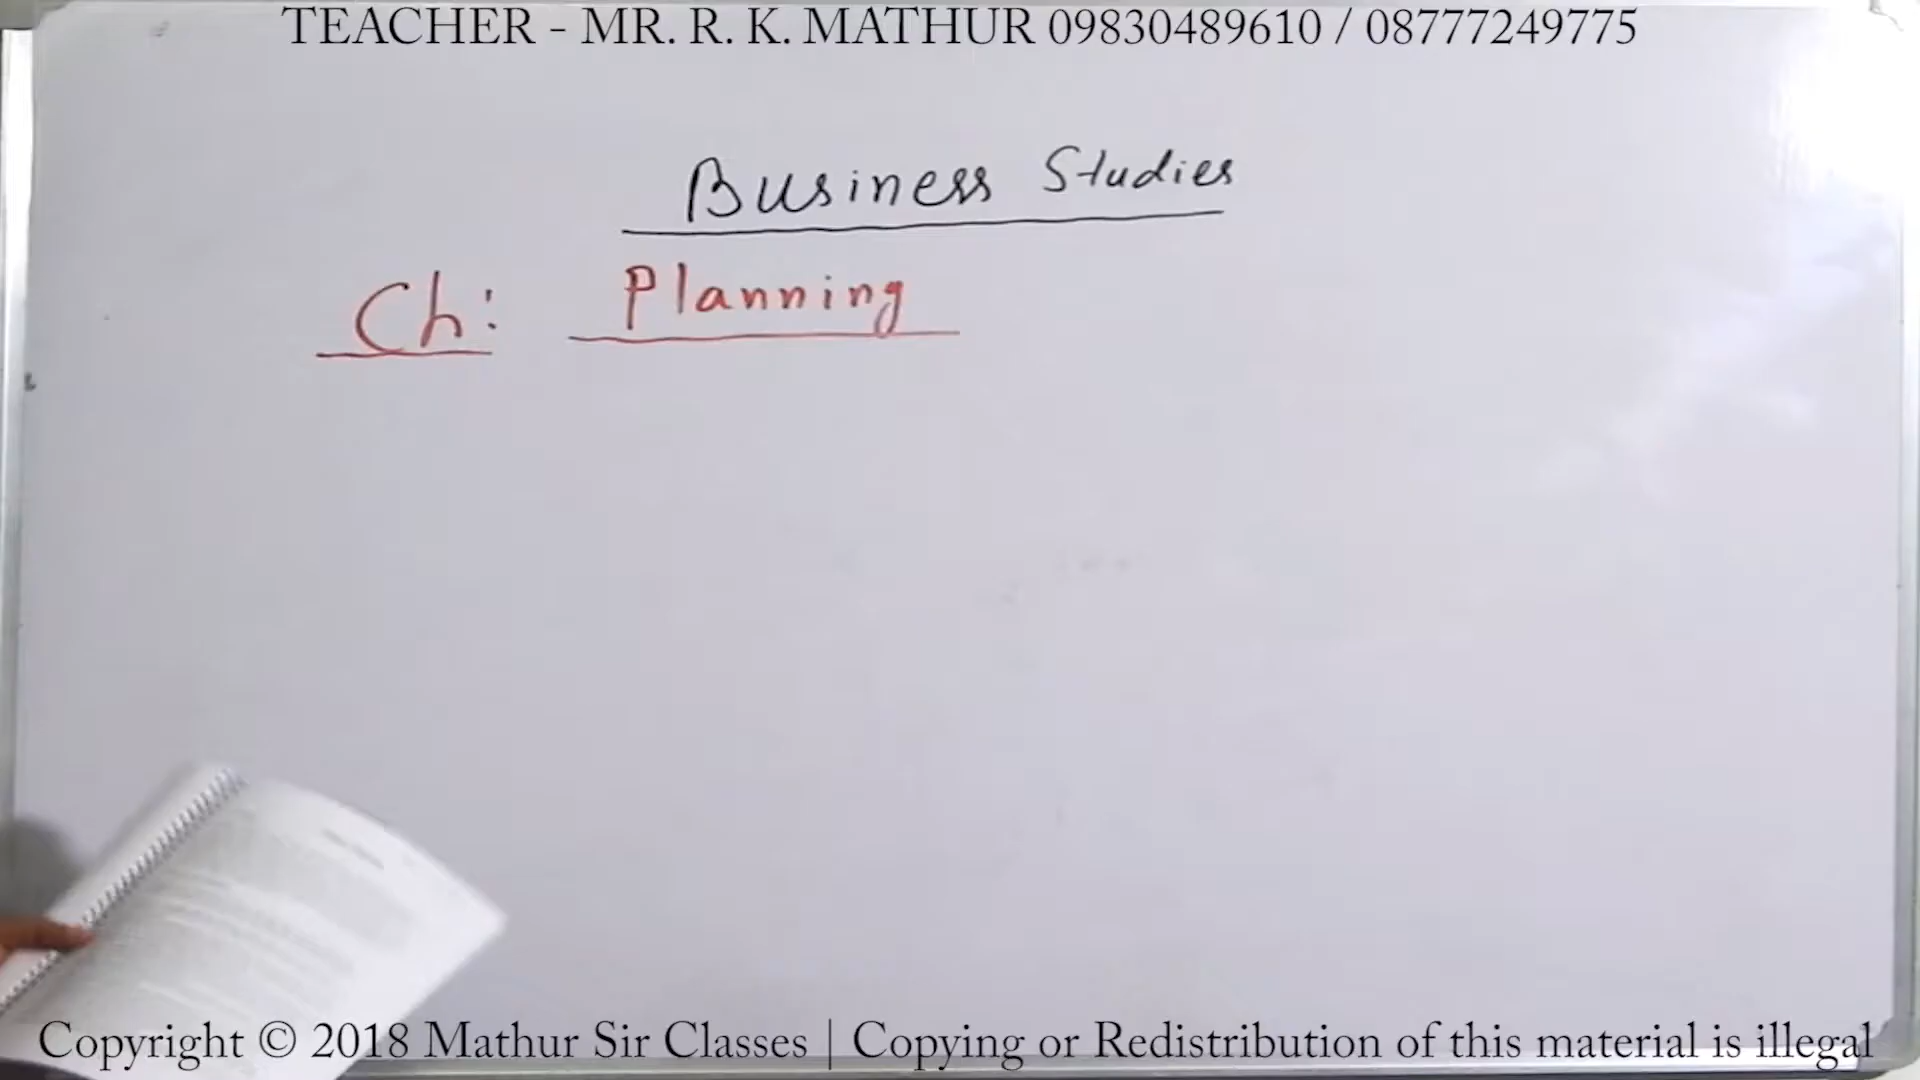 TEACHER - MR. R. K. MATHUR 09830489610 / 08777249775
Business Studies
Ch: Planning
Copyright © 2018 Mathur Sir Classes | Copying or Redistribution of this material is illegal